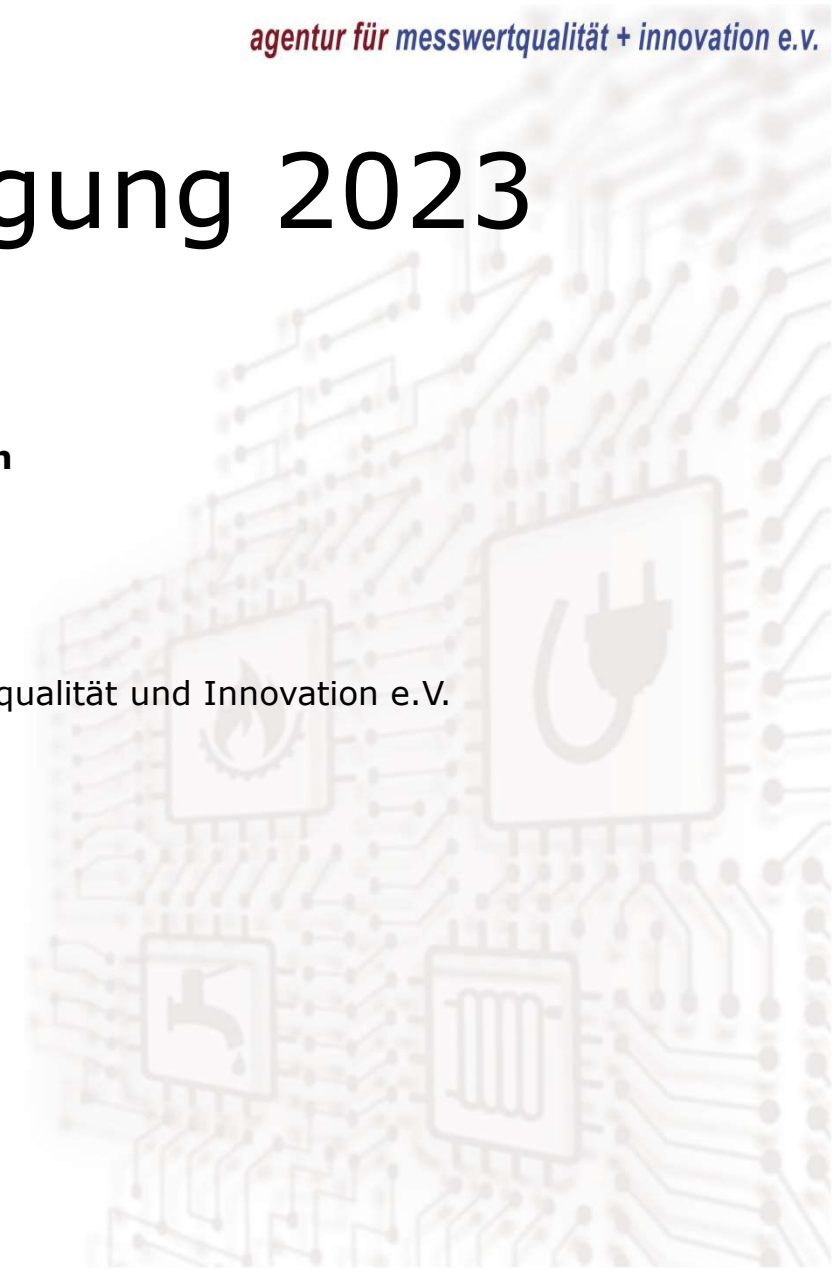 agentur für messwertqualität + innovation e.v.
gung 2023
n
qualität und Innovation e.V.